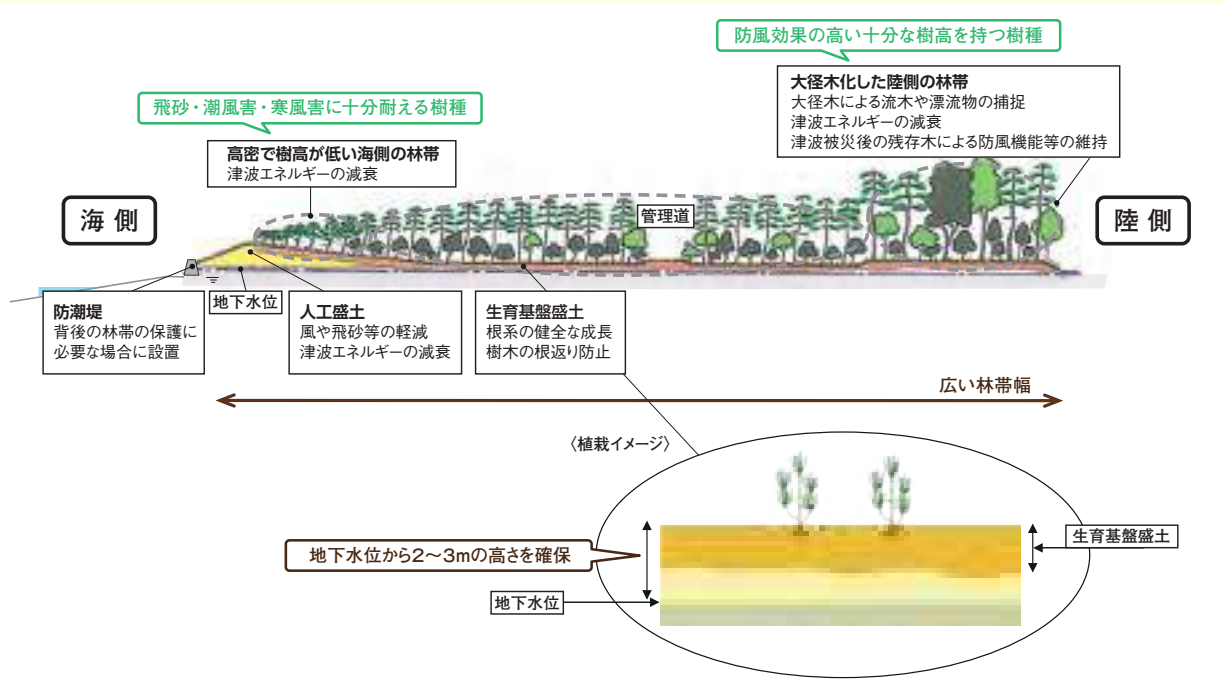 防風効果の高い十分な樹高を持つ樹種
大径木化した陸側の林帯
大径木による流木や漂流物の捕捉
津波エネルギーの減衰
津波被災後の残存木による防風機能等の維持
飛砂・潮風害・寒風害に十分耐える樹種
高密で樹高が低い海側の林帯
津波エネルギーの減衰
海側
管理道
陸側
防潮堤
背後の林帯の保護に
必要な場合に設置
地下水位
人工盛土
風や飛砂等の軽減
津波エネルギーの減衰
生育基盤盛土
根系の健全な成長
樹木の根返り防止
広い林帯幅
〈植栽イメージ〉
地下水位から2〜3mの高さを確保
生育基盤盛土
地下水位